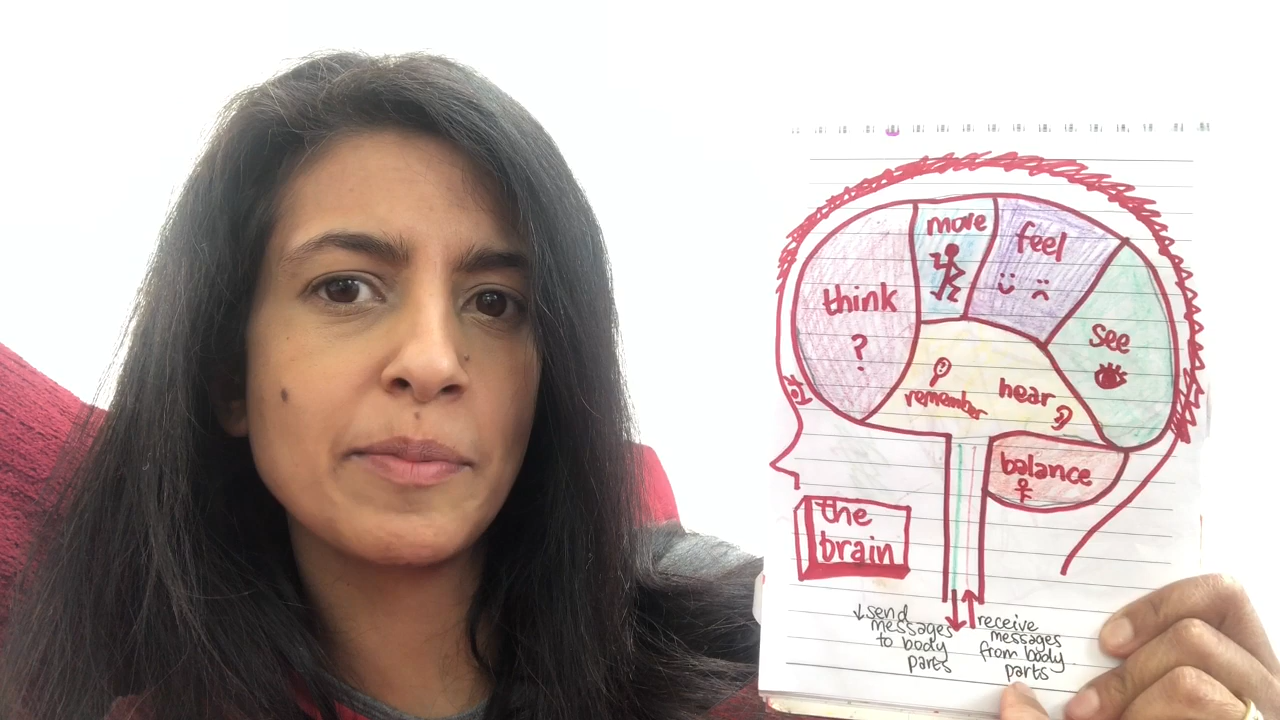 move
feel
think
?
see
remember
hear
balance
the
brain
↓send
messages
to body
parts
receive
messages
from body
parts